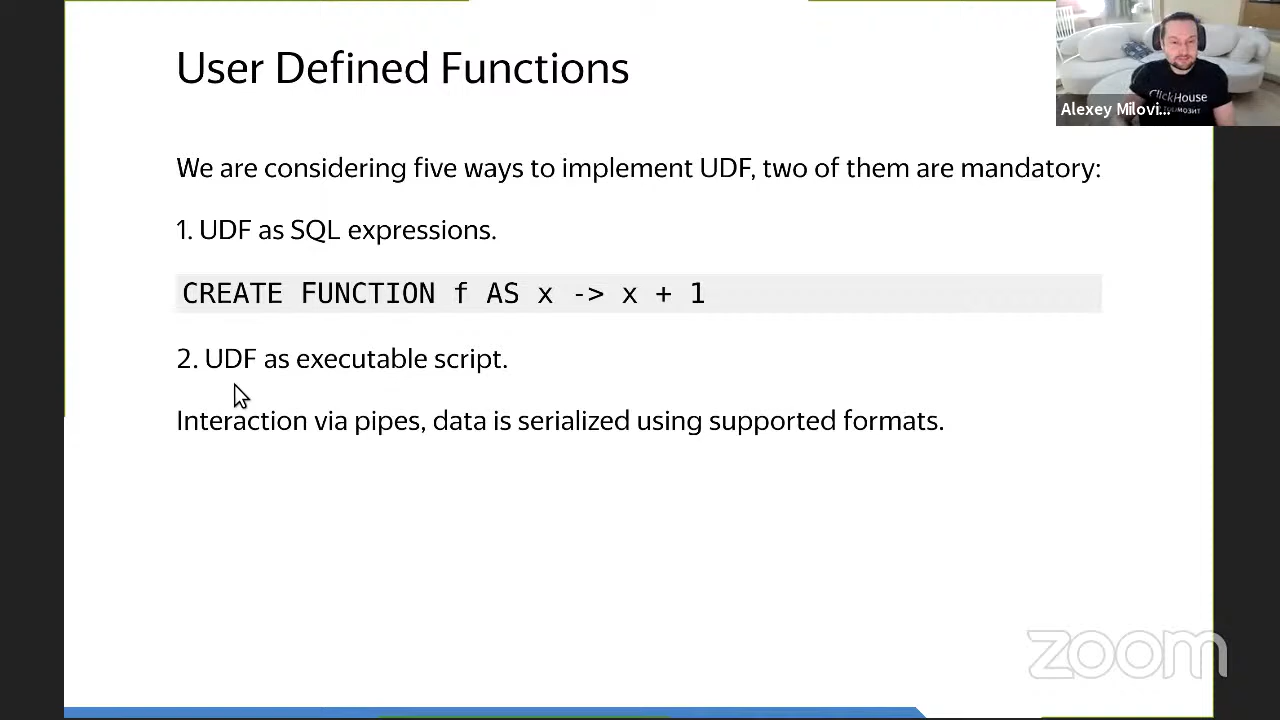 User Defined Functions
ClickHouse
Alexey Milovi...
We are considering five ways to implement UDF, two of them are mandatory:
1. UDF as SQL expressions.
CREATE FUNCTION f AS x -> x + 1
2. UDF as executable script.
Interaction via pipes, data is serialized using supported formats.
zoom